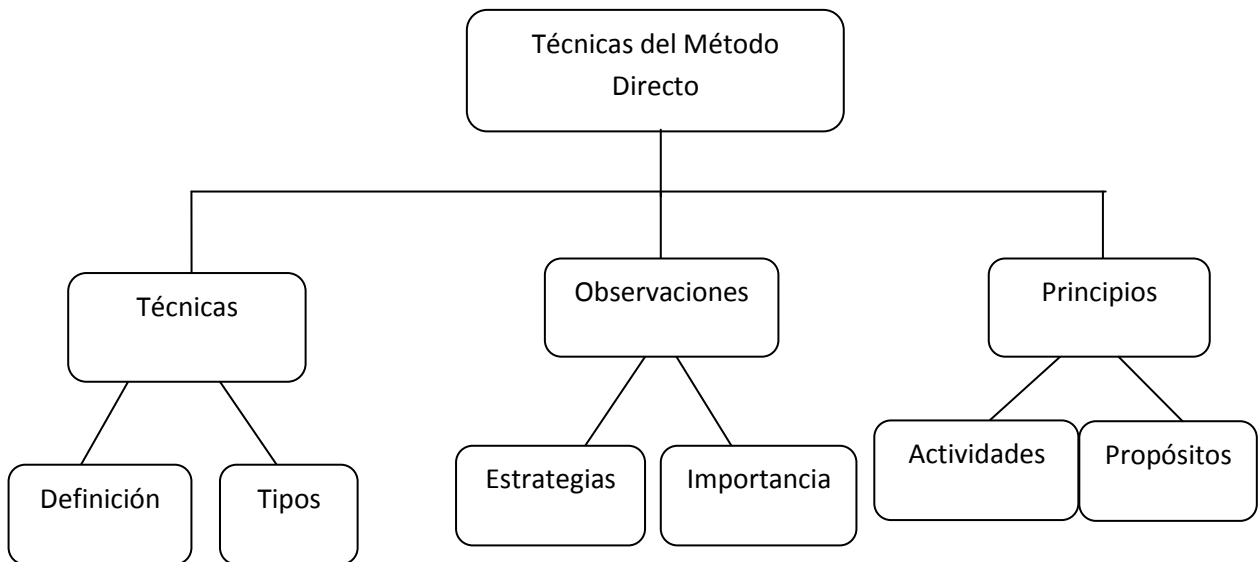 Técnicas del Método
Directo
Técnicas
Observaciones
Principios
Definición
Tipos
Estrategias
Importancia
Actividades
Propósitos